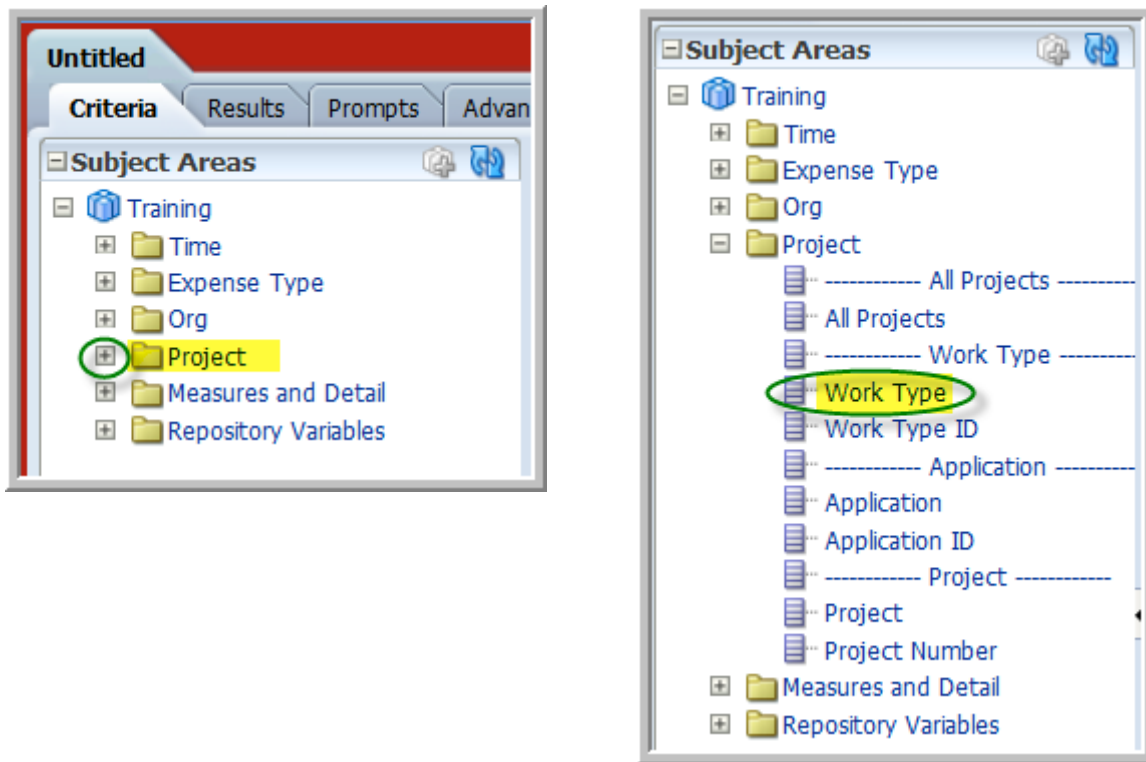 Untitled
Criteria Results Prompts Advan
Subject Areas
Training
Time
Expense Type
Org
Project
Measures and Detail
Repository Variables
Subject Areas
Training
Time
Expense Type
Org
Project
------------- All Projects ----------
All Projects
------------- Work Type ----------
Work Type
Work Type ID
------------- Application -----------
Application
Application ID
------------- Project -------------
Project
Project Number
Measures and Detail
Repository Variables